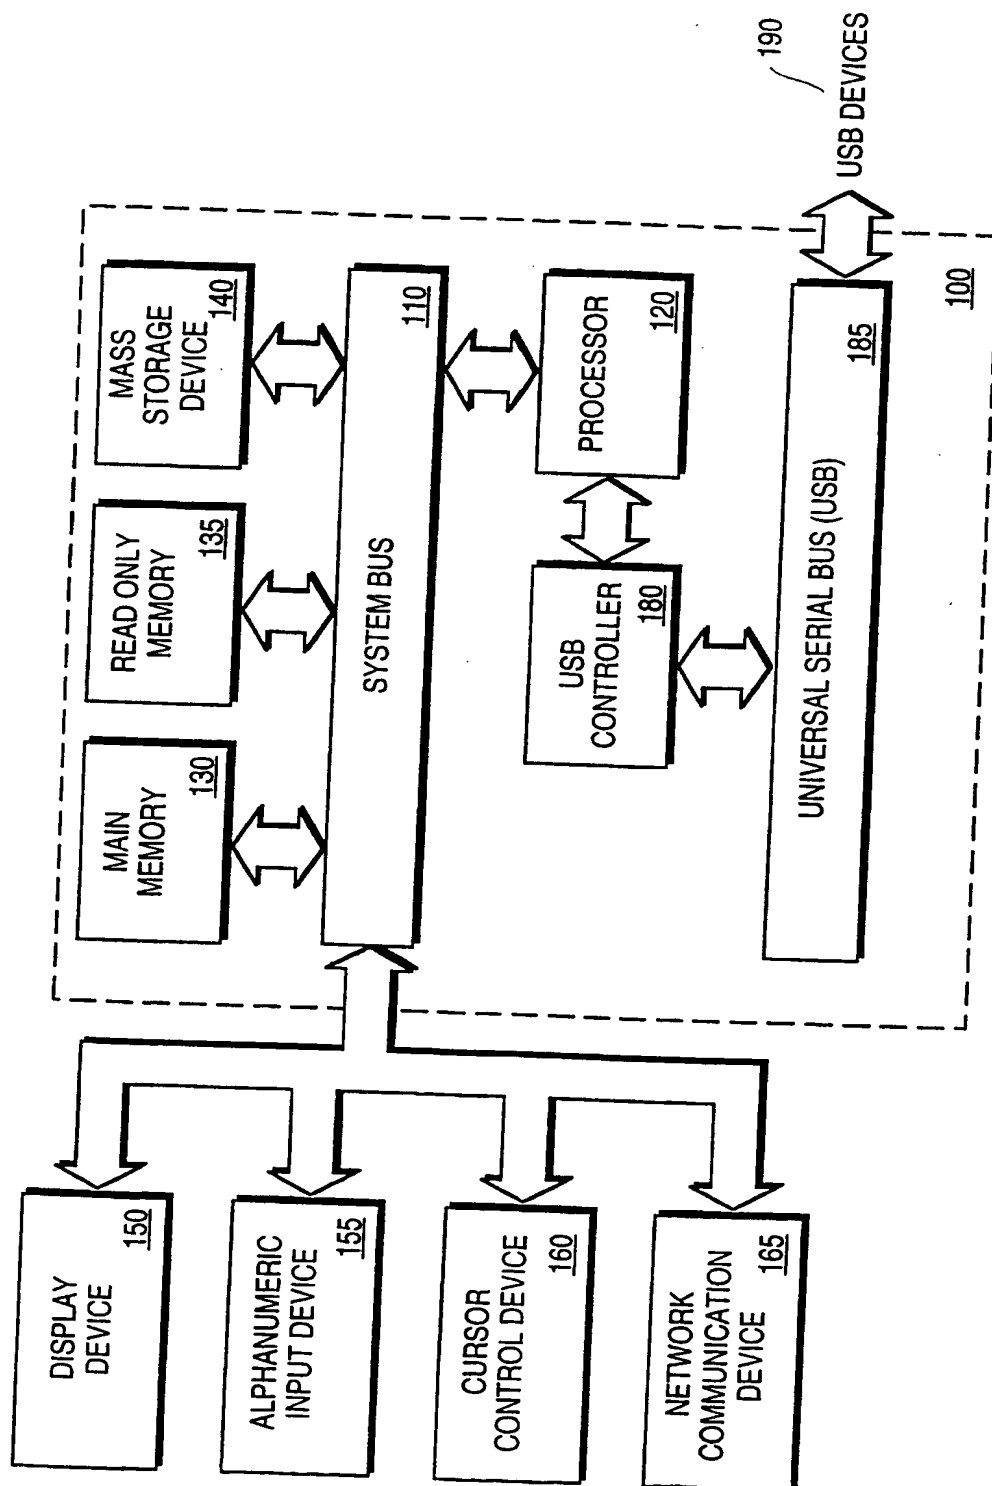 MAIN
MEMORY
130
READ ONLY
MEMORY
135
MASS
STORAGE
DEVICE
140
SYSTEM BUS
110
DISPLAY
DEVICE
150
ALPHANUMERIC
INPUT DEVICE
155
CURSOR
CONTROL DEVICE
160
NETWORK
COMMUNICATION
DEVICE
165
USB
CONTROLLER
180
PROCESSOR
120
UNIVERSAL SERIAL BUS (USB)
185
100
USB DEVICES
190